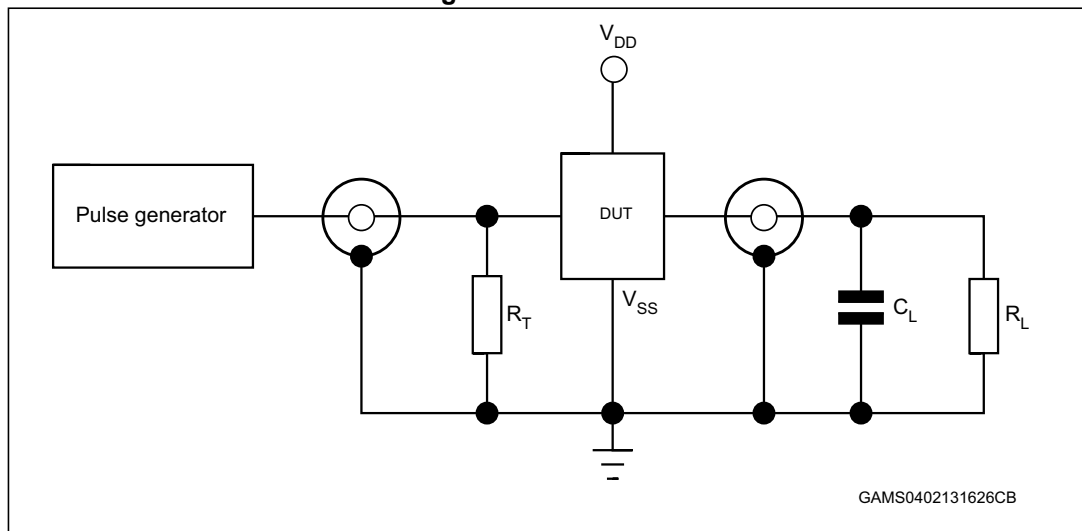 V_DD
Pulse generator
DUT
V_SS
R_T
C_L
R_L
GAMS0402131626CB